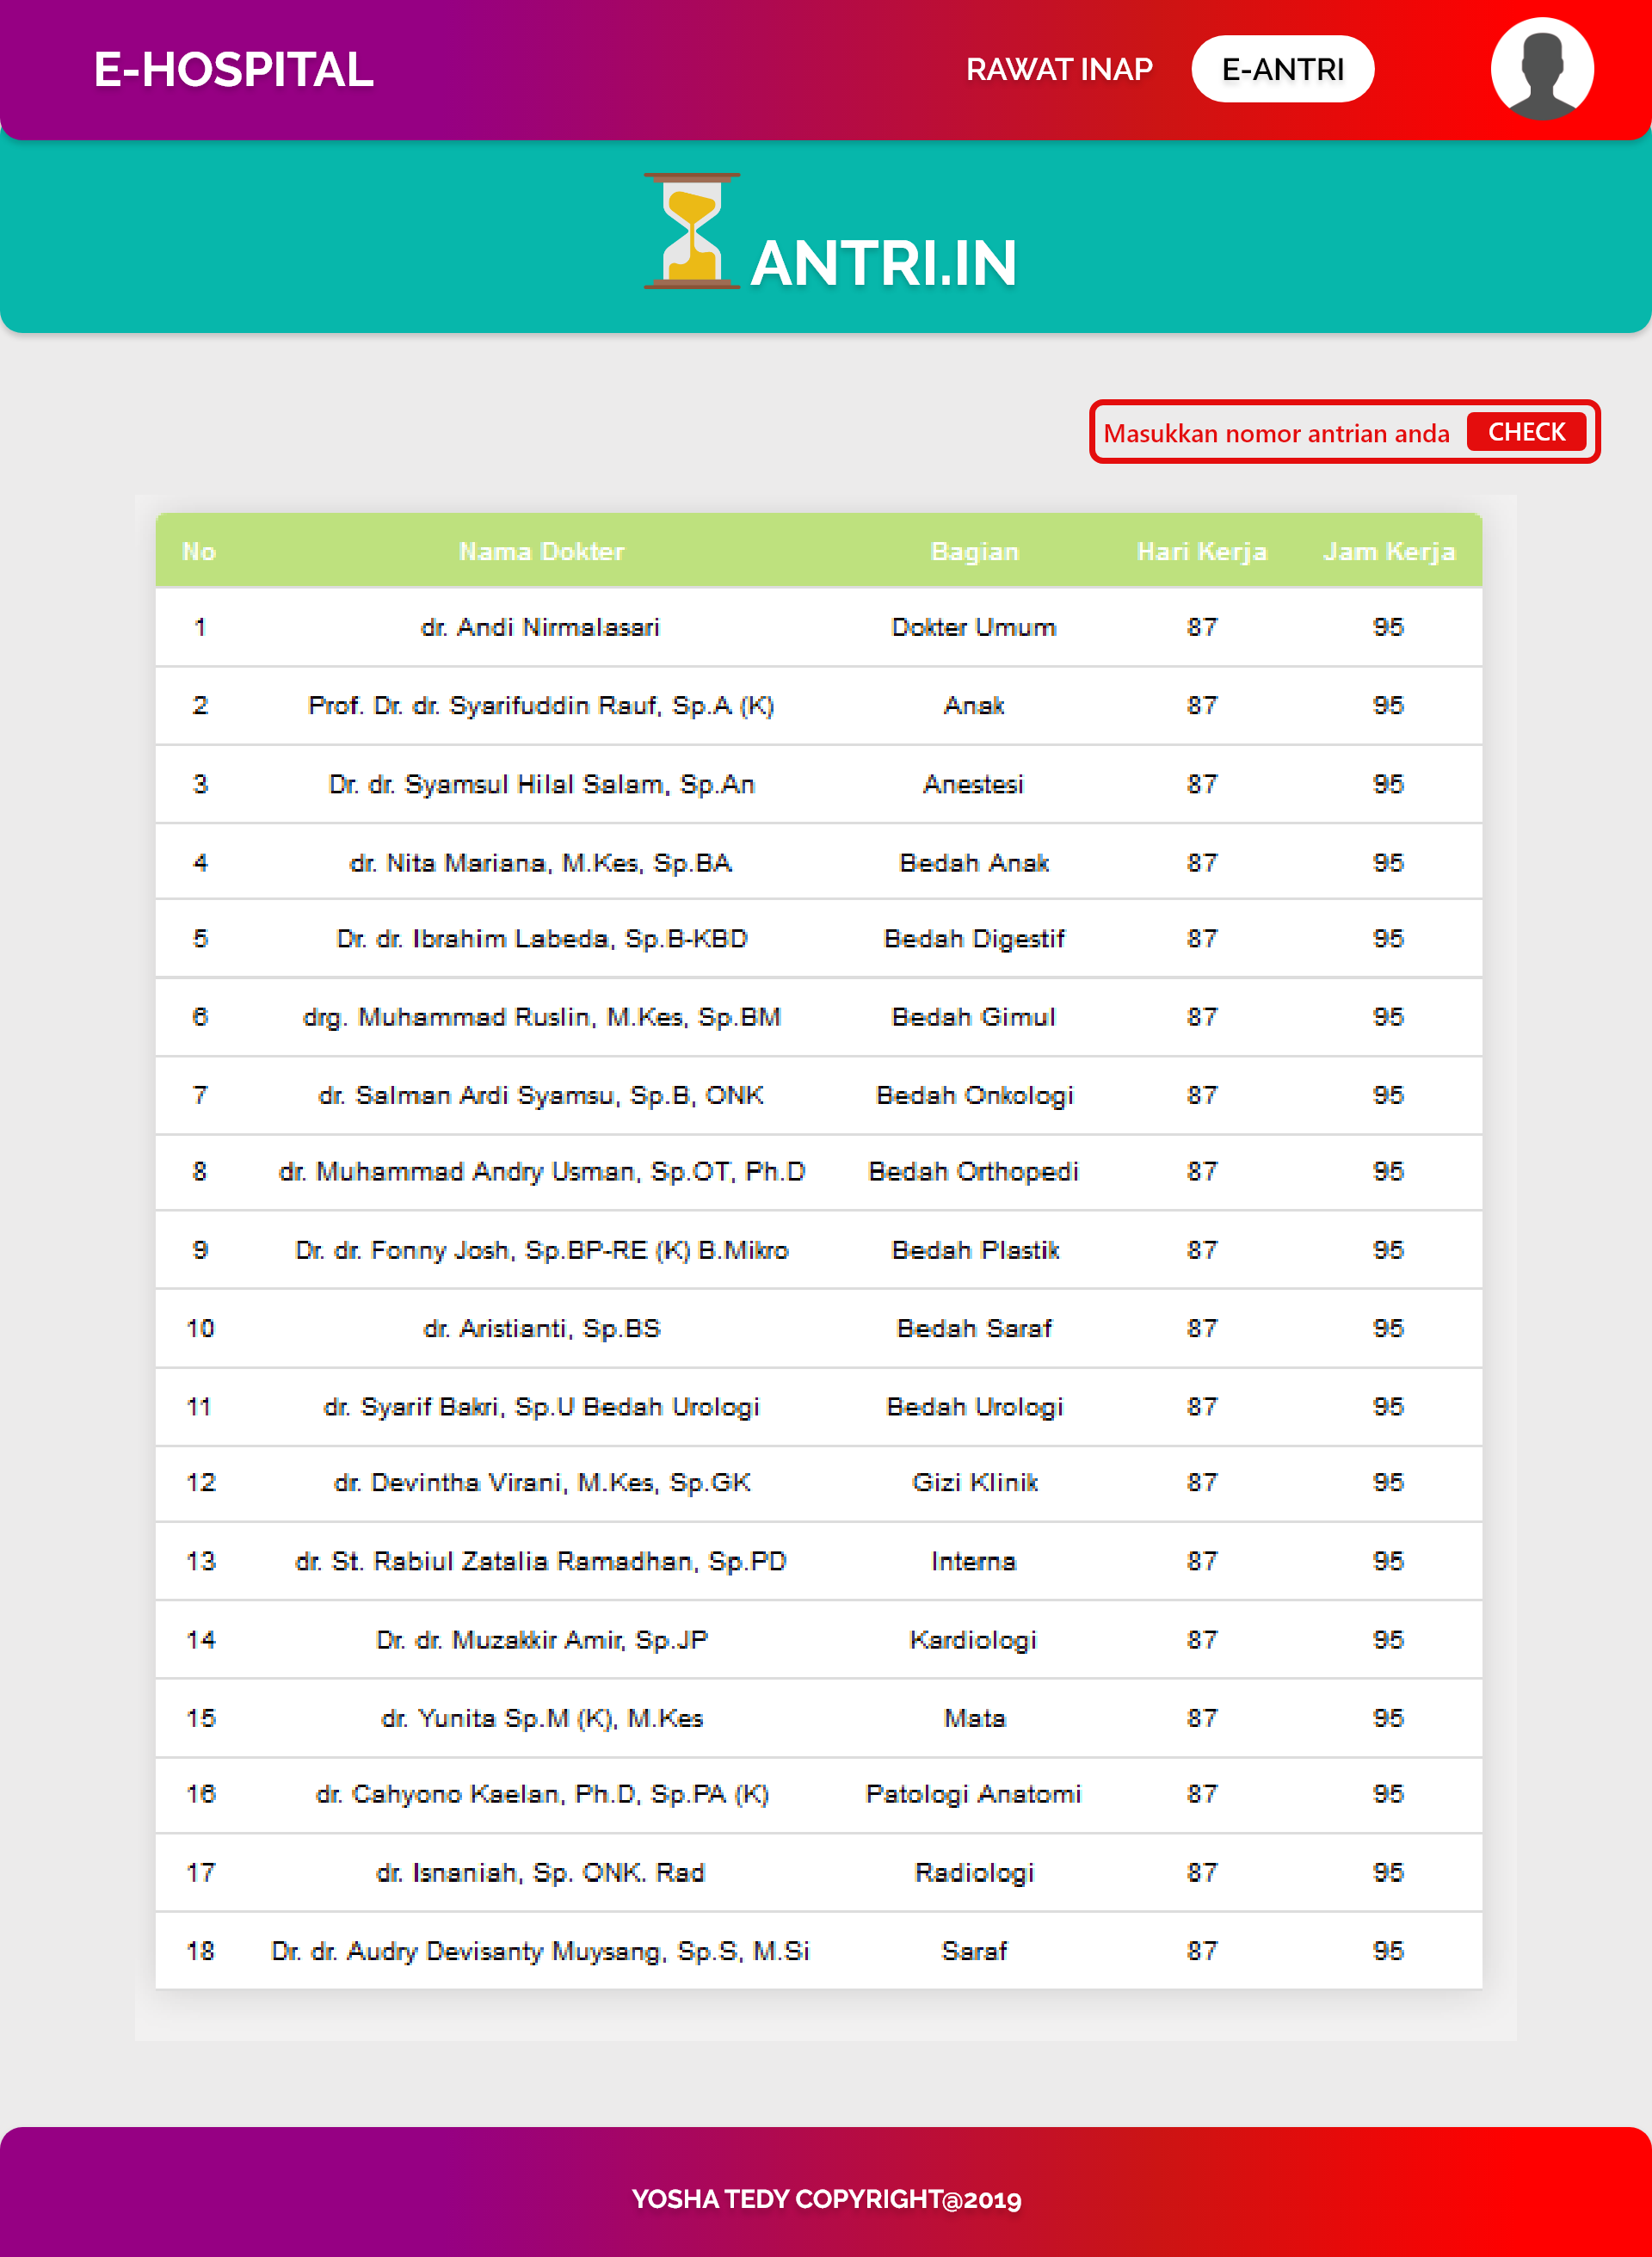 E-HOSPITAL RAWAT INAP E-ANTRI
ANTRI.IN
Masukkan nomor antrian anda CHECK
No Nama Dokter Bagian Hari Kerja Jam Kerja
1 dr. Andi Nirmalasari Dokter Umum 87 95
2 Prof. Dr. dr. Syarifuddin Rauf, Sp.A (K) Anak 87 95
3 Dr. dr. Syamsul Hilal Salam, Sp.An Anestesi 87 95
4 dr. Nita Mariana, M.Kes, Sp.BA Bedah Anak 87 95
5 Dr. dr. Ibrahim Labeda, Sp.B-KBD Bedah Digestif 87 95
6 drg. Muhammad Ruslin, M.Kes, Sp.BM Bedah Gimul 87 95
7 dr. Salman Ardi Syamsu, Sp.B, ONK Bedah Onkologi 87 95
8 dr. Muhammad Andry Usman, Sp.OT, Ph.D Bedah Orthopedi 87 95
9 Dr. dr. Fonny Josh, Sp.BP-RE (K) B.Mikro Bedah Plastik 87 95
10 dr. Aristianti, Sp.BS Bedah Saraf 87 95
11 dr. Syarif Bakri, Sp.U Bedah Urologi Bedah Urologi 87 95
12 dr. Devintha Virani, M.Kes, Sp.GK Gizi Klinik 87 95
13 dr. St. Rabiul Zatalia Ramadhan, Sp.PD Interna 87 95
14 Dr. dr. Muzakkir Amir, Sp.JP Kardiologi 87 95
15 dr. Yunita Sp.M (K), M.Kes Mata 87 95
16 dr. Cahyono Kaelan, Ph.D, Sp.PA (K) Patologi Anatomi 87 95
17 dr. Isnaniah, Sp. ONK. Rad Radiologi 87 95
18 Dr. dr. Audry Devisanty Muysang, Sp.S, M.Si Saraf 87 95
YOSHA TEDY COPYRIGHT@2019